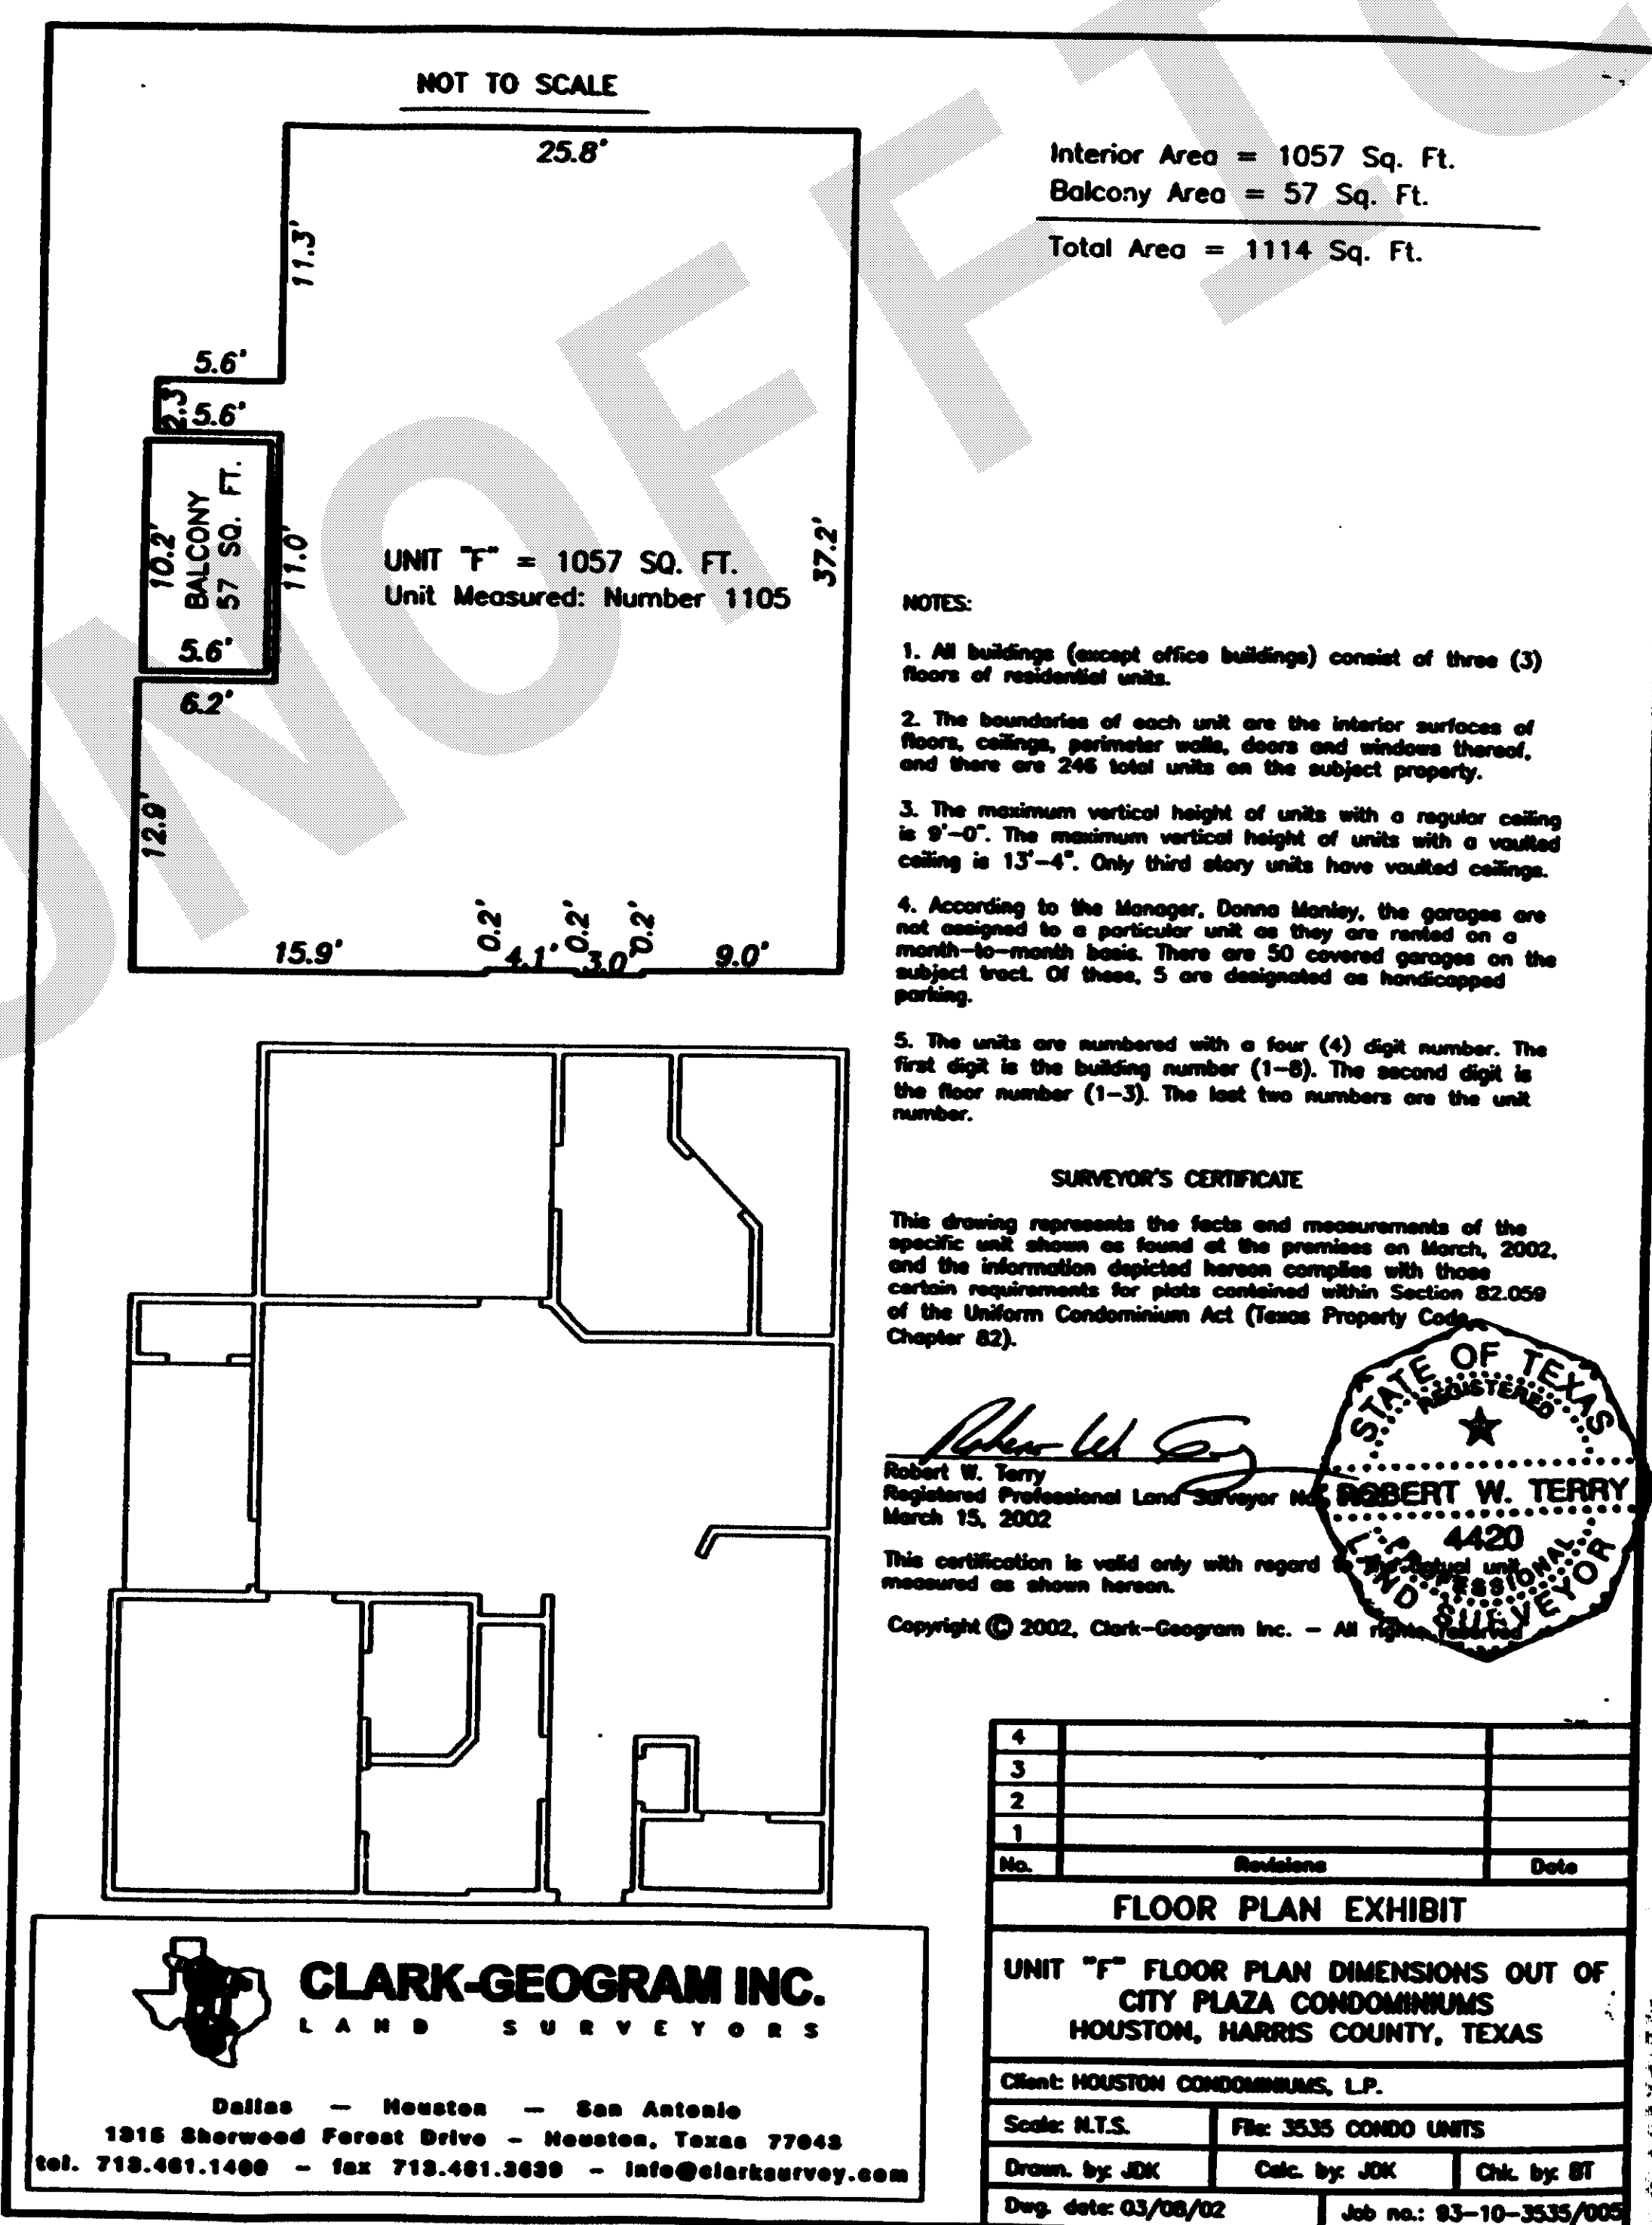 UNOFFIC
NOT TO SCALE
25.8'
11.3'
5.6'
2.3'
5.6'
10.2'
BALCONY
57 SQ. FT.
11.0'
5.6'
6.2'
UNIT "F" = 1057 SQ. FT.
Unit Measured: Number 1105
37.2'
12.9'
15.9'
0.2'
4.1'
0.2'
3.0'
0.2'
9.0'
Interior Area = 1057 Sq. Ft.
Balcony Area = 57 Sq. Ft.
Total Area = 1114 Sq. Ft.
NOTES:
1. All buildings (except office buildings) consist of three (3)
floors of residential units.
2. The boundaries of each unit are the interior surfaces of
floors, ceilings, perimeter walls, doors and windows thereof,
and there are 246 total units on the subject property.
3. The maximum vertical height of units with a regular ceiling
is 9'-0". The maximum vertical height of units with a vaulted
ceiling is 13'-4". Only third story units have vaulted ceilings.
4. According to the Manager, Donna Manley, the garages are
not assigned to a particular unit as they are rented on a
month-to-month basis. There are 50 covered garages on the
subject tract. Of these, 5 are designated as handicapped
parking.
5. The units are numbered with a four (4) digit number. The
first digit is the building number (1-8). The second digit is
the floor number (1-3). The last two numbers are the unit
number.
SURVEYOR'S CERTIFICATE
This drawing represents the facts and measurements of the
specific unit shown as found at the premises on March, 2002,
and the information depicted hereon complies with those
certain requirements for plats contained within Section 82.059
of the Uniform Condominium Act (Texas Property Code,
Chapter 82).
Robert W. Terry
Registered Professional Land Surveyor No.
March 15, 2002
This certification is valid only with regard to the actual unit
measured as shown hereon.
Copyright © 2002, Clark-Geogram Inc. - All rights reserved
STATE OF TEXAS
REGISTERED
ROBERT W. TERRY
4420
PROFESSIONAL
LAND SURVEYOR
4
3
2
1
No. Revisions Date
FLOOR PLAN EXHIBIT
UNIT "F" FLOOR PLAN DIMENSIONS OUT OF
CITY PLAZA CONDOMINIUMS
HOUSTON, HARRIS COUNTY, TEXAS
Client: HOUSTON CONDOMINIUMS, L.P.
Scale: N.T.S. File: 3535 CONDO UNITS
Drawn. by: JDK Calc. by: JDK Chk. by: BT
Dwg. date: 03/08/02 Job no.: 93-10-3535/005
CLARK-GEOGRAM INC.
LAND SURVEYORS
Dallas — Houston — San Antonio
1315 Sherwood Forest Drive - Houston, Texas 77043
tel. 713.461.1400 - fax 713.461.3639 - info@clarksurvey.com